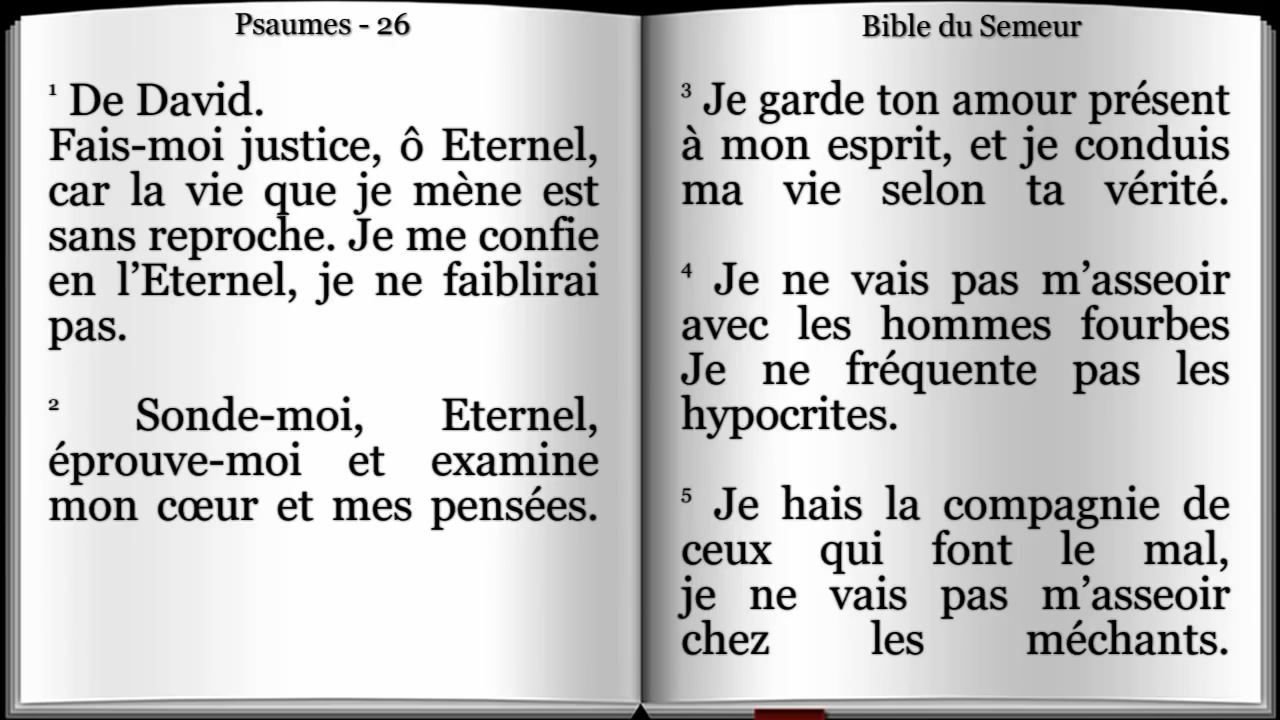 Psaumes - 26
¹ De David.
Fais-moi justice, ô Eternel,
car la vie que je mène est
sans reproche. Je me confie
en l’Eternel, je ne faiblirai
pas.
² Sonde-moi, Eternel,
éprouve-moi et examine
mon cœur et mes pensées.
Bible du Semeur
³ Je garde ton amour présent
à mon esprit, et je conduis
ma vie selon ta vérité.
⁴ Je ne vais pas m’asseoir
avec les hommes fourbes
Je ne fréquente pas les
hypocrites.
⁵ Je hais la compagnie de
ceux qui font le mal,
je ne vais pas m’asseoir
chez les méchants.